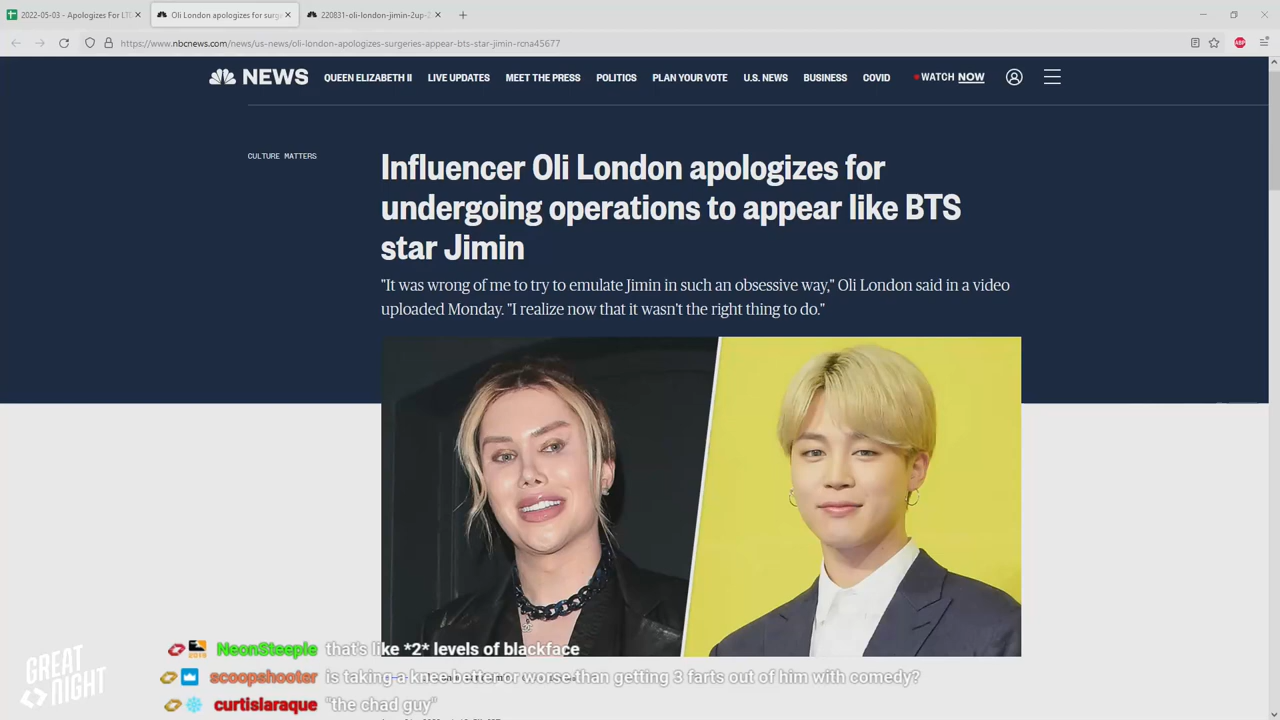 2022-05-03 - Apologizes For LTC
Oli London apologizes for surge
220831-oli-london-jimin-2up-2
https://www.nbcnews.com/news/us-news/oli-london-apologizes-surgeries-appear-bts-star-jimin-rcna45677
NEWS QUEEN ELIZABETH II LIVE UPDATES MEET THE PRESS POLITICS PLAN YOUR VOTE U.S. NEWS BUSINESS COVID WATCH NOW
CULTURE MATTERS
Influencer Oli London apologizes for
undergoing operations to appear like BTS
star Jimin
"It was wrong of me to try to emulate Jimin in such an obsessive way," Oli London said in a video
uploaded Monday. "I realize now that it wasn't the right thing to do."
NeonSteeple that's like *2* levels of blackface
scoopshooter is taking a knee better or worse than getting 3 farts out of him with comedy?
curtislaraque "the chad guy"
GREAT
NIGHT